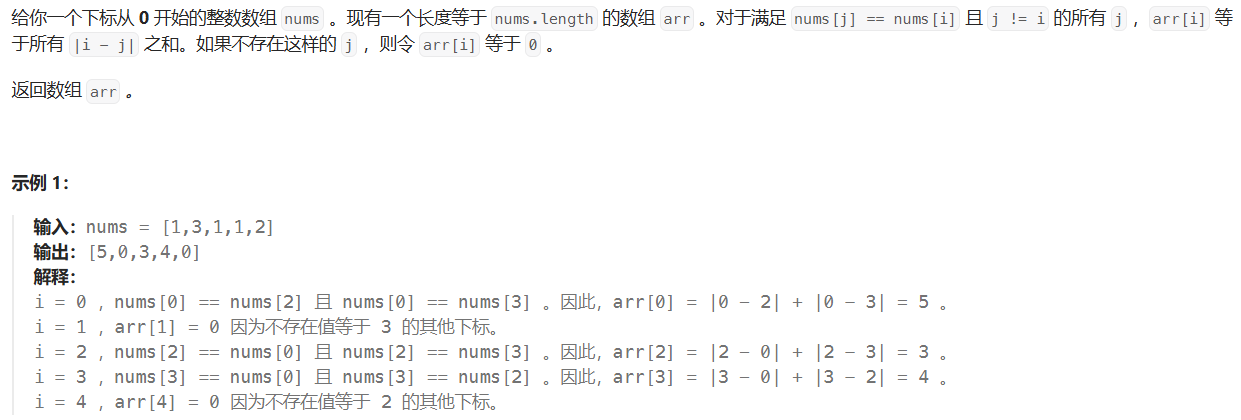 给你一个下标从 0 开始的整数数组 nums 。现有一个长度等于 nums.length 的数组 arr 。对于满足 nums[j] == nums[i] 且 j != i 的所有 j ，arr[i] 等
于所有 |i - j| 之和。如果不存在这样的 j ，则令 arr[i] 等于 0 。
返回数组 arr 。
示例 1：
输入：nums = [1,3,1,1,2]
输出：[5,0,3,4,0]
解释：
i = 0 ，nums[0] == nums[2] 且 nums[0] == nums[3] 。因此，arr[0] = |0 - 2| + |0 - 3| = 5 。
i = 1 ，arr[1] = 0 因为不存在值等于 3 的其他下标。
i = 2 ，nums[2] == nums[0] 且 nums[2] == nums[3] 。因此，arr[2] = |2 - 0| + |2 - 3| = 3 。
i = 3 ，nums[3] == nums[0] 且 nums[3] == nums[2] 。因此，arr[3] = |3 - 0| + |3 - 2| = 4 。
i = 4 ，arr[4] = 0 因为不存在值等于 2 的其他下标。